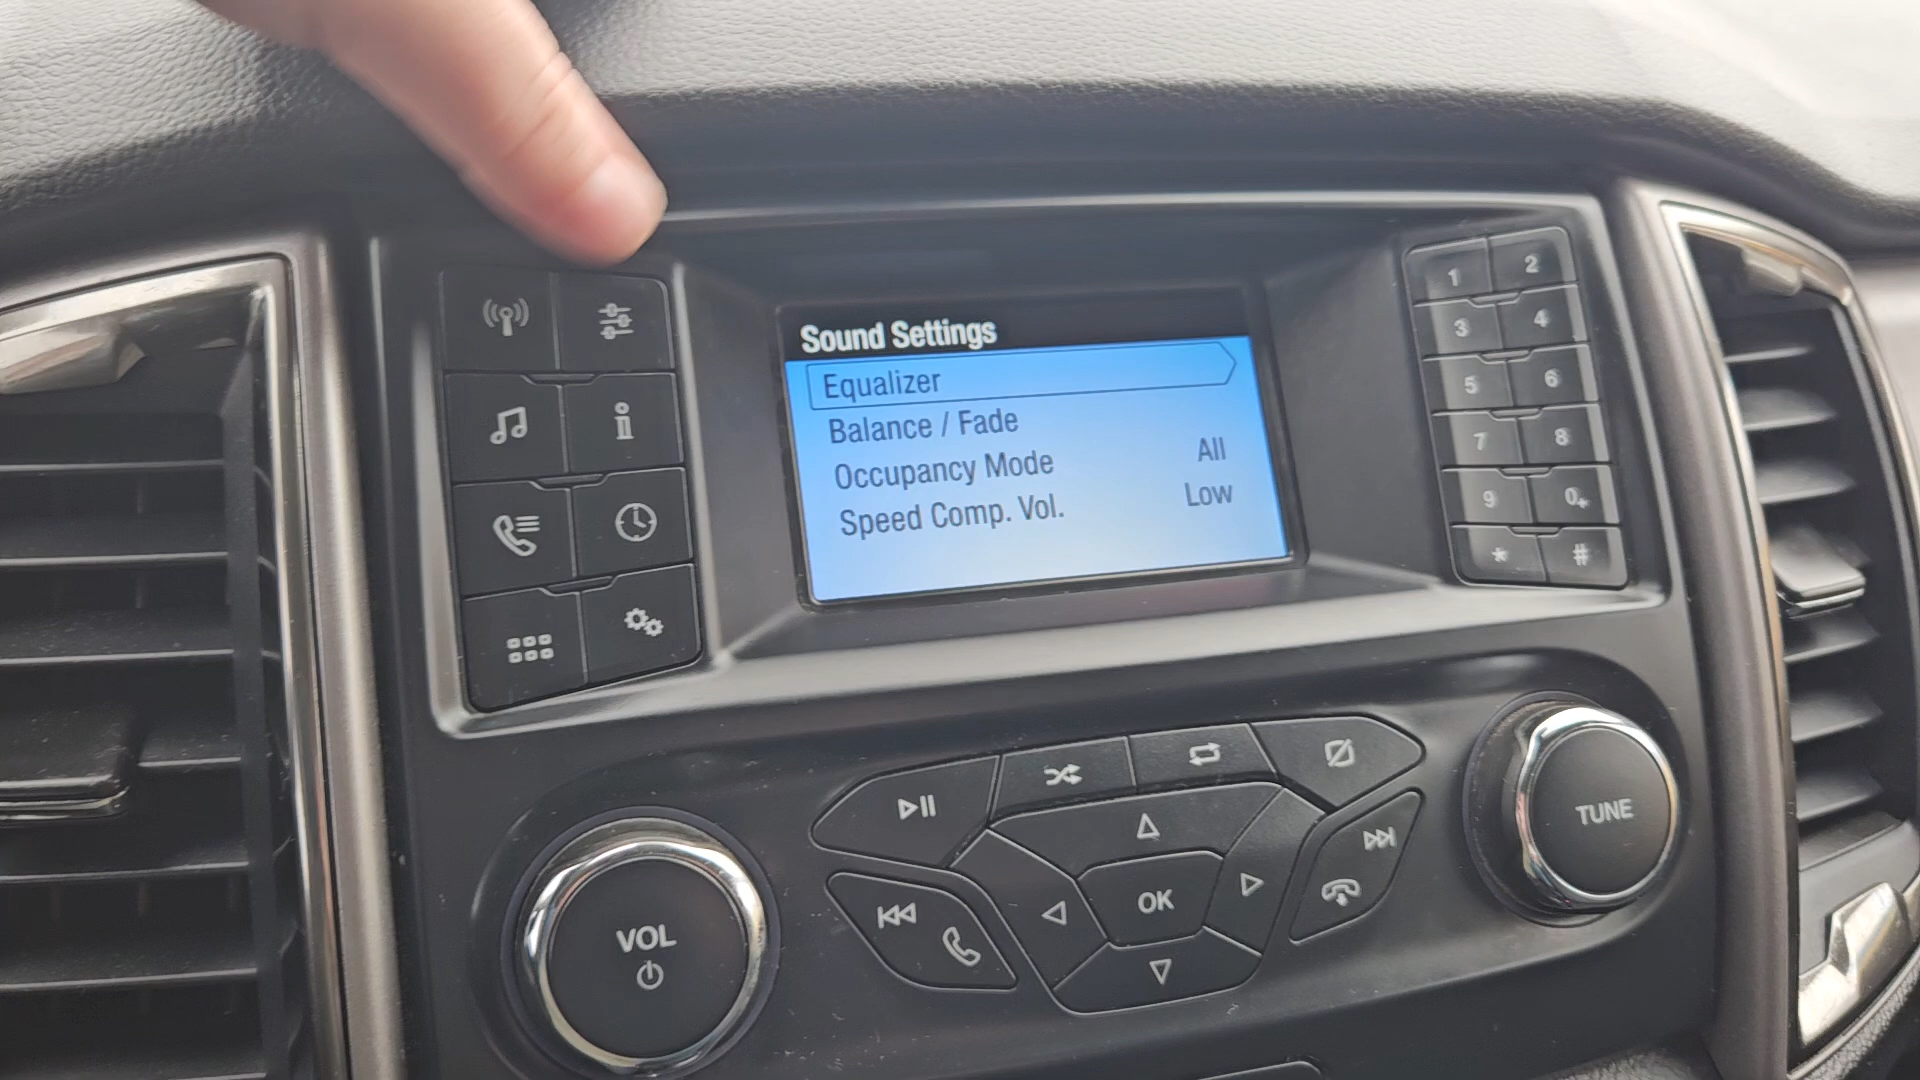 Sound Settings
Equalizer
Balance / Fade
Occupancy Mode All
Speed Comp. Vol. Low
1 2
3 4
5 6
7 8
9 0+
* #
VOL
OK
TUNE